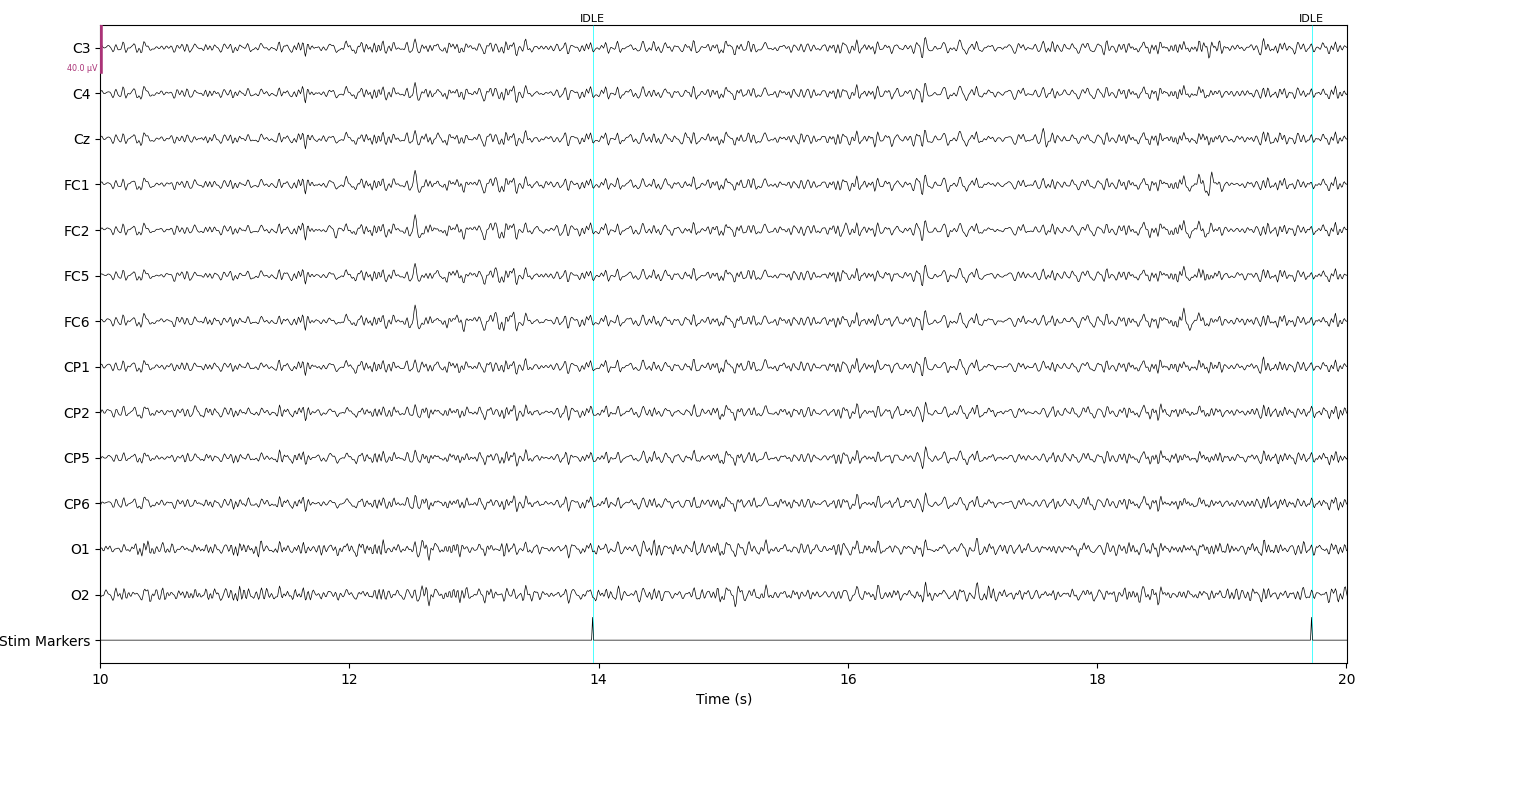 IDLE IDLE
C3
40.0 µV
C4
Cz
FC1
FC2
FC5
FC6
CP1
CP2
CP5
CP6
O1
O2
Stim Markers
10 12 14 16 18 20
Time (s)